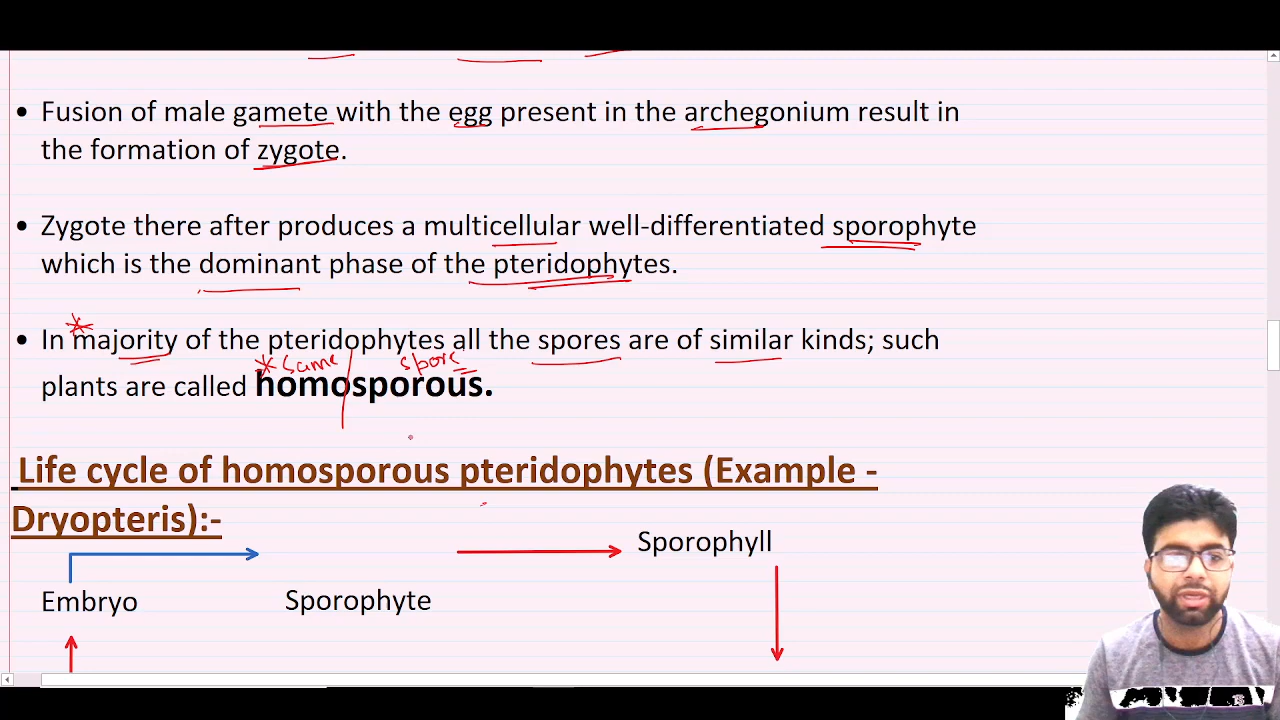 • Fusion of male gamete with the egg present in the archegonium result in
the formation of zygote.
• Zygote there after produces a multicellular well-differentiated sporophyte
which is the dominant phase of the pteridophytes.
• In majority of the pteridophytes all the spores are of similar kinds; such
* same spore
plants are called homosporous.
Life cycle of homosporous pteridophytes (Example -
Dryopteris):-
Sporophyll
Embryo Sporophyte